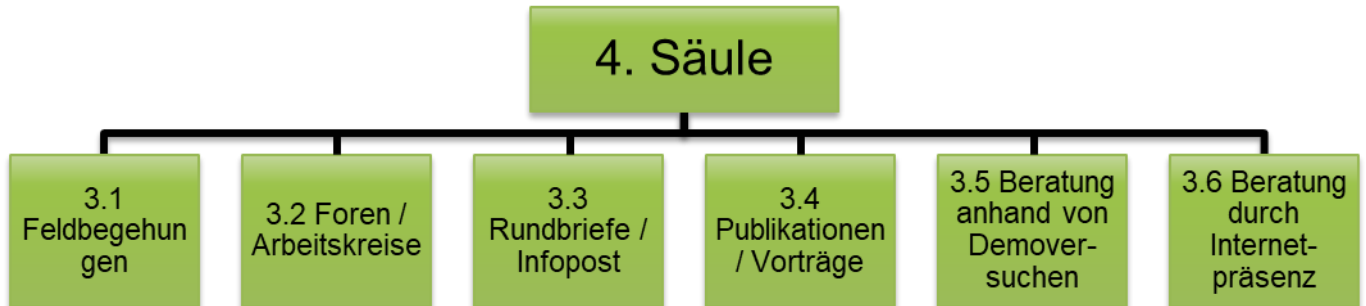 4. Säule
3.1
Feldbegehun
gen
3.2 Foren /
Arbeitskreise
3.3
Rundbriefe /
Infopost
3.4
Publikationen
/ Vorträge
3.5 Beratung
anhand von
Demover-
suchen
3.6 Beratung
durch
Internet-
präsenz